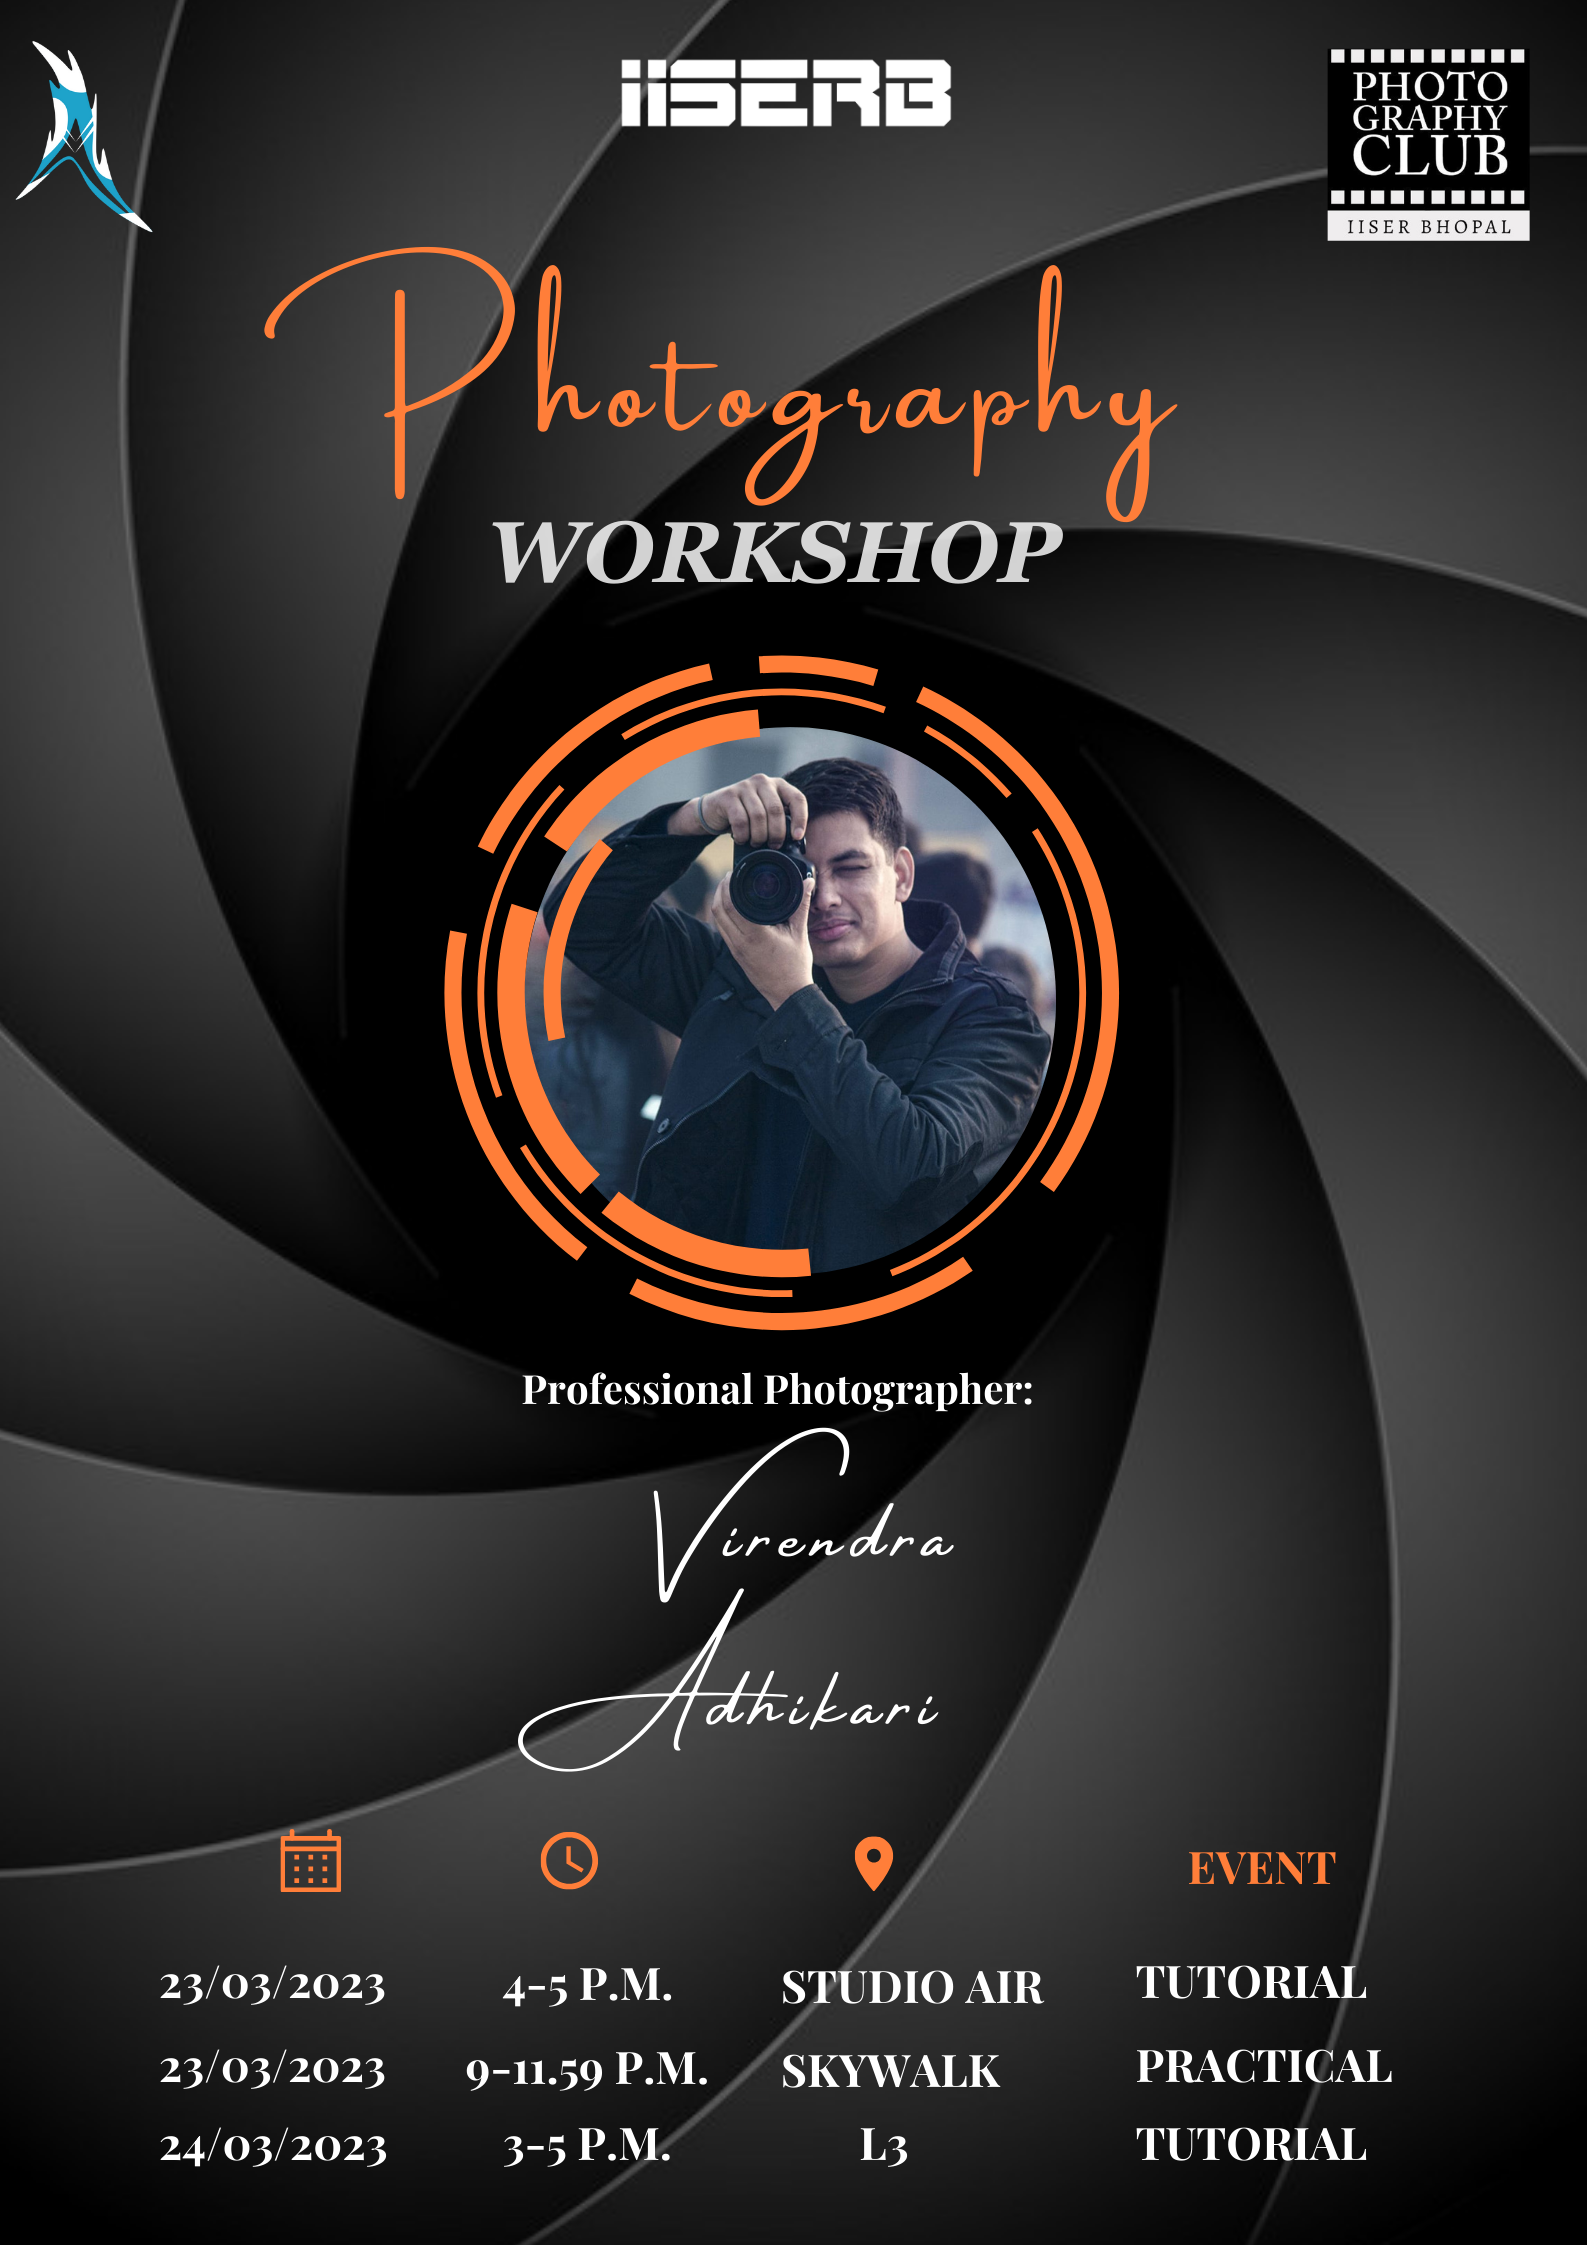 IISERB
PHOTO
GRAPHY
CLUB
IISER BHOPAL
Photography
WORKSHOP
Professional Photographer:
Virendra
Adhikari
EVENT
23/03/2023 4-5 P.M. STUDIO AIR TUTORIAL
23/03/2023 9-11.59 P.M. SKYWALK PRACTICAL
24/03/2023 3-5 P.M. L3 TUTORIAL